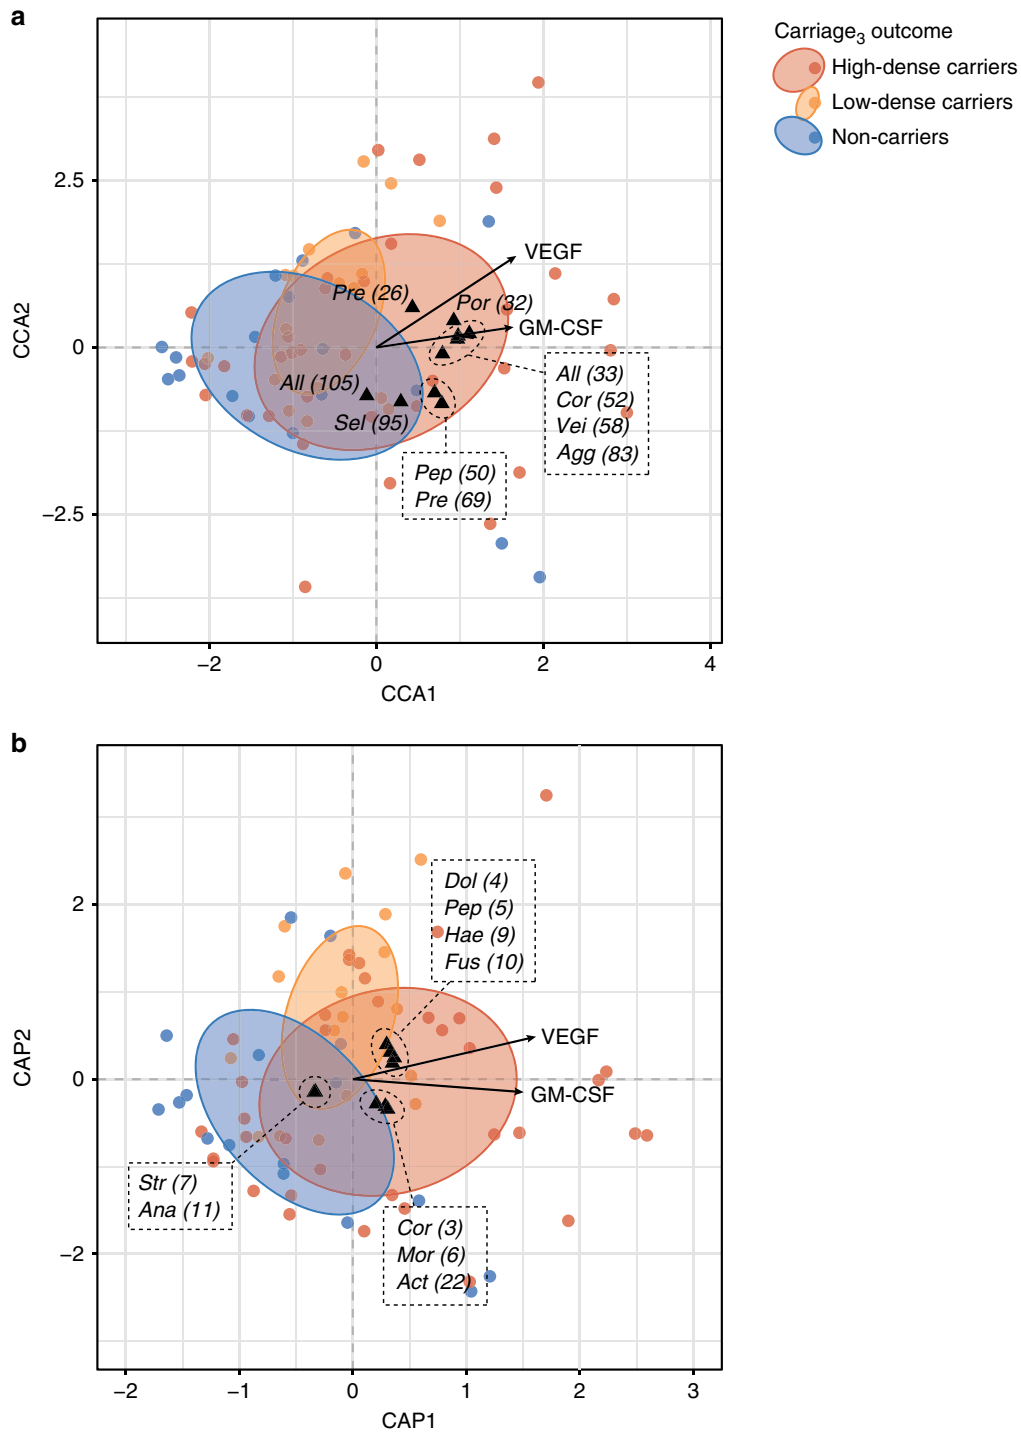 a
Carriage3 outcome
High-dense carriers
Low-dense carriers
Non-carriers
2.5
0
−2.5
CCA2
VEGF
Pre (26)
Por (32)
GM-CSF
All (105)
Sel (95)
All (33)
Cor (52)
Vei (58)
Agg (83)
Pep (50)
Pre (69)
−2
0
2
4
CCA1
b
2
0
−2
CAP2
Dol (4)
Pep (5)
Hae (9)
Fus (10)
VEGF
GM-CSF
Str (7)
Ana (11)
Cor (3)
Mor (6)
Act (22)
−2
−1
0
1
2
3
CAP1